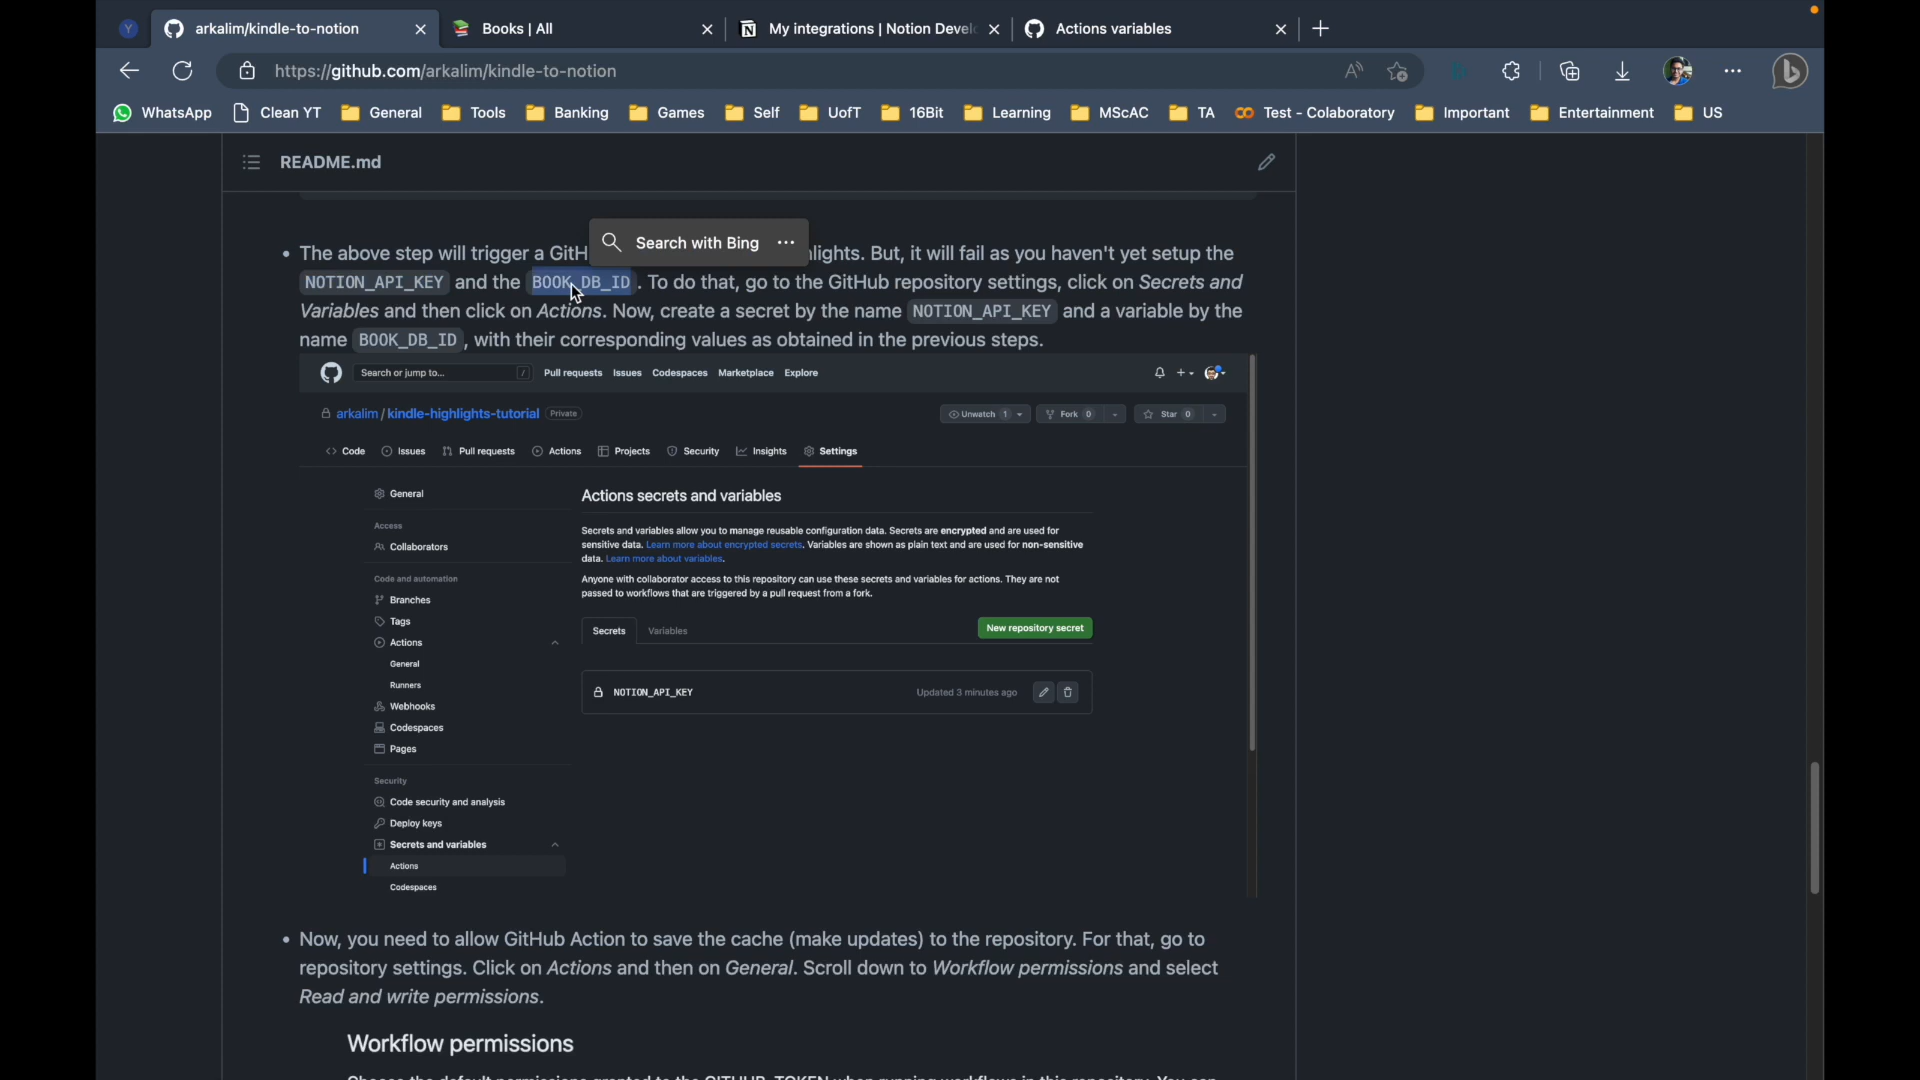 arkalim/kindle-to-notion
Books | All
My integrations | Notion Devel
Actions variables
https://github.com/arkalim/kindle-to-notion
WhatsApp
Clean YT
General
Tools
Banking
Games
Self
UofT
16Bit
Learning
MScAC
TA
Test - Colaboratory
Important
Entertainment
US
README.md
Search with Bing
The above step will trigger a GitH lights. But, it will fail as you haven't yet setup the
NOTION_API_KEY and the BOOK_DB_ID. To do that, go to the GitHub repository settings, click on Secrets and
Variables and then click on Actions. Now, create a secret by the name NOTION_API_KEY and a variable by the
name BOOK_DB_ID, with their corresponding values as obtained in the previous steps.
Search or jump to... /
Pull requests Issues Codespaces Marketplace Explore
arkalim / kindle-highlights-tutorial Private
Unwatch 1
Fork 0
Star 0
Code Issues Pull requests Actions Projects Security Insights Settings
General
Access
Collaborators
Code and automation
Branches
Tags
Actions
General
Runners
Webhooks
Codespaces
Pages
Security
Code security and analysis
Deploy keys
Secrets and variables
Actions
Codespaces
Actions secrets and variables
Secrets and variables allow you to manage reusable configuration data. Secrets are encrypted and are used for
sensitive data. Learn more about encrypted secrets. Variables are shown as plain text and are used for non-sensitive
data. Learn more about variables.
Anyone with collaborator access to this repository can use these secrets and variables for actions. They are not
passed to workflows that are triggered by a pull request from a fork.
Secrets Variables
New repository secret
NOTION_API_KEY
Updated 3 minutes ago
Now, you need to allow GitHub Action to save the cache (make updates) to the repository. For that, go to
repository settings. Click on Actions and then on General. Scroll down to Workflow permissions and select
Read and write permissions.
Workflow permissions